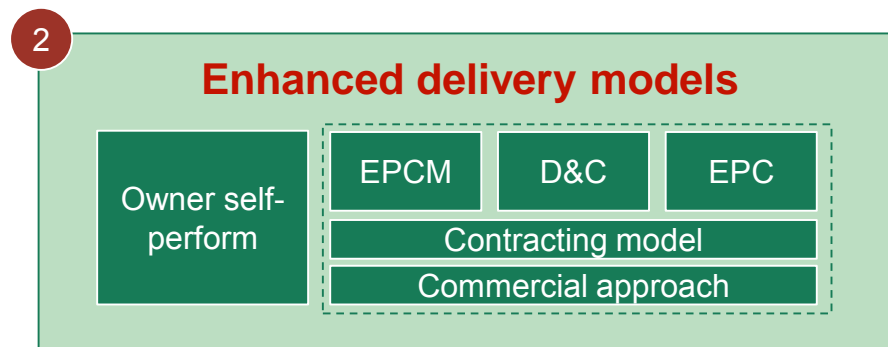 2
Enhanced delivery models
Owner self-
perform
EPCM
D&C
EPC
Contracting model
Commercial approach